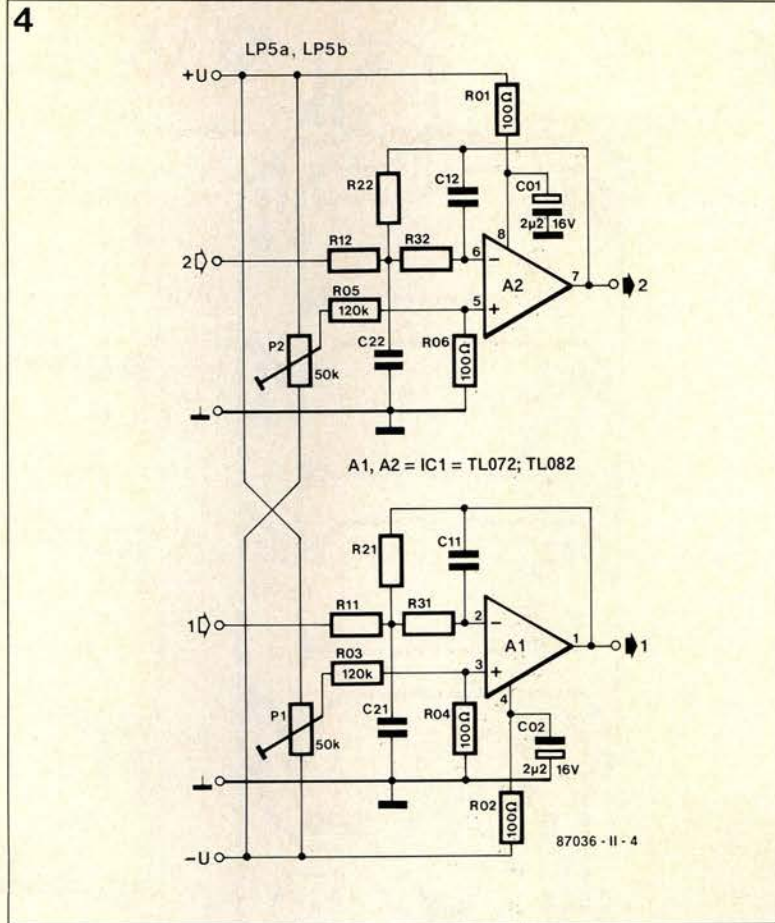 4
LP5a, LP5b
+U
R01
100Ω
R22
C12
C01
2µ2 16V
8
2
R12
R32
6
−
A2
7
2
R05
120k
5
+
P2
50k
C22
R06
100Ω
⊥
A1, A2 = IC1 = TL072; TL082
R21
C11
1
R11
R31
2
−
A1
1
1
R03
120k
3
+
4
P1
50k
C21
R04
100Ω
C02
2µ2 16V
⊥
R02
100Ω
87036 - II - 4
−U